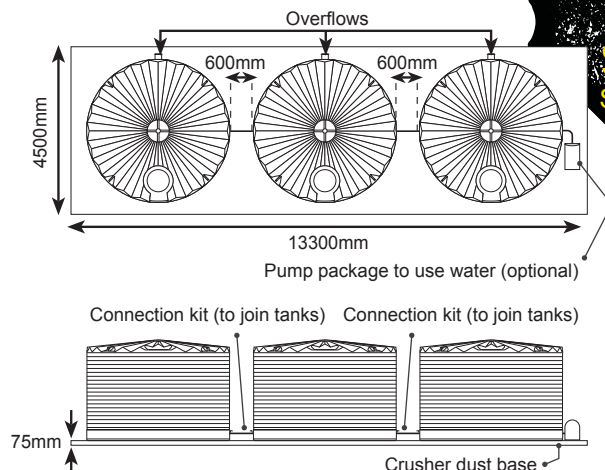 Overflows
600mm 600mm
4500mm
13300mm
Pump package to use water (optional)
Connection kit (to join tanks) Connection kit (to join tanks)
75mm
Crusher dust base